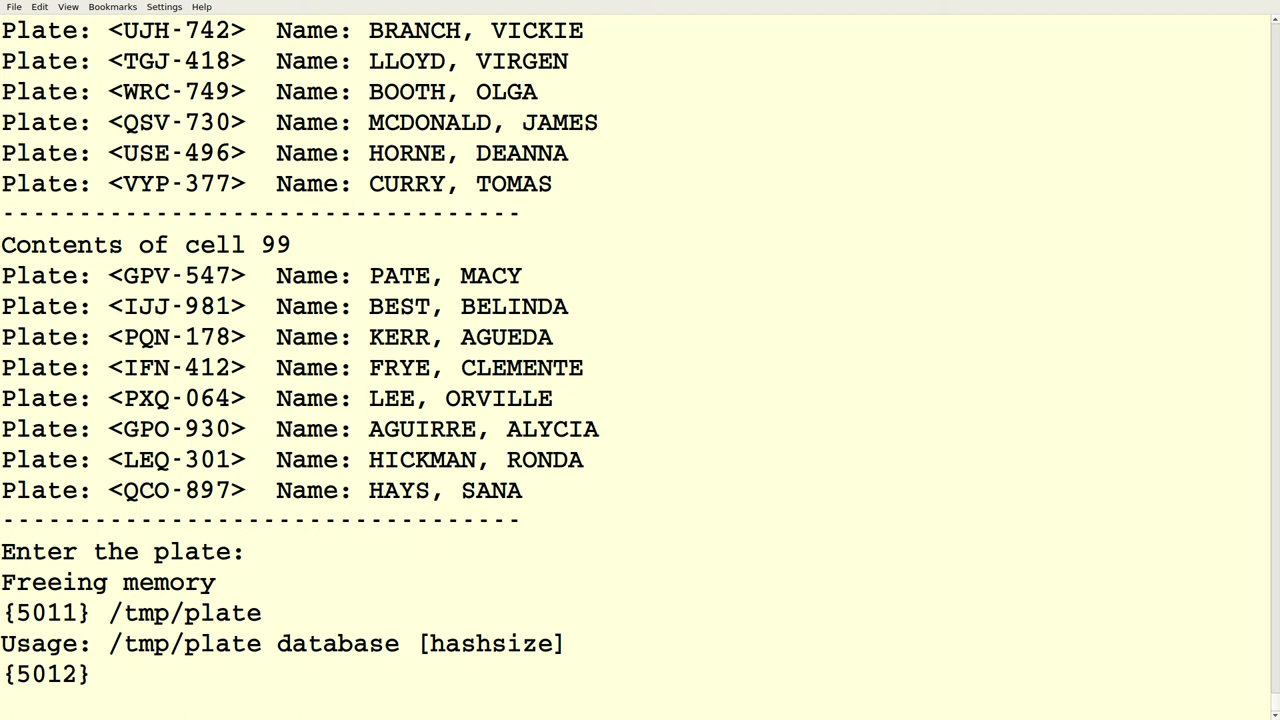 File Edit View Bookmarks Settings Help
Plate: <UJH-742>  Name: BRANCH, VICKIE
Plate: <TGJ-418>  Name: LLOYD, VIRGEN
Plate: <WRC-749>  Name: BOOTH, OLGA
Plate: <QSV-730>  Name: MCDONALD, JAMES
Plate: <USE-496>  Name: HORNE, DEANNA
Plate: <VYP-377>  Name: CURRY, TOMAS
----------------------------------
Contents of cell 99
Plate: <GPV-547>  Name: PATE, MACY
Plate: <IJJ-981>  Name: BEST, BELINDA
Plate: <PQN-178>  Name: KERR, AGUEDA
Plate: <IFN-412>  Name: FRYE, CLEMENTE
Plate: <PXQ-064>  Name: LEE, ORVILLE
Plate: <GPO-930>  Name: AGUIRRE, ALYCIA
Plate: <LEQ-301>  Name: HICKMAN, RONDA
Plate: <QCO-897>  Name: HAYS, SANA
----------------------------------
Enter the plate:
Freeing memory
{5011} /tmp/plate
Usage: /tmp/plate database [hashsize]
{5012}